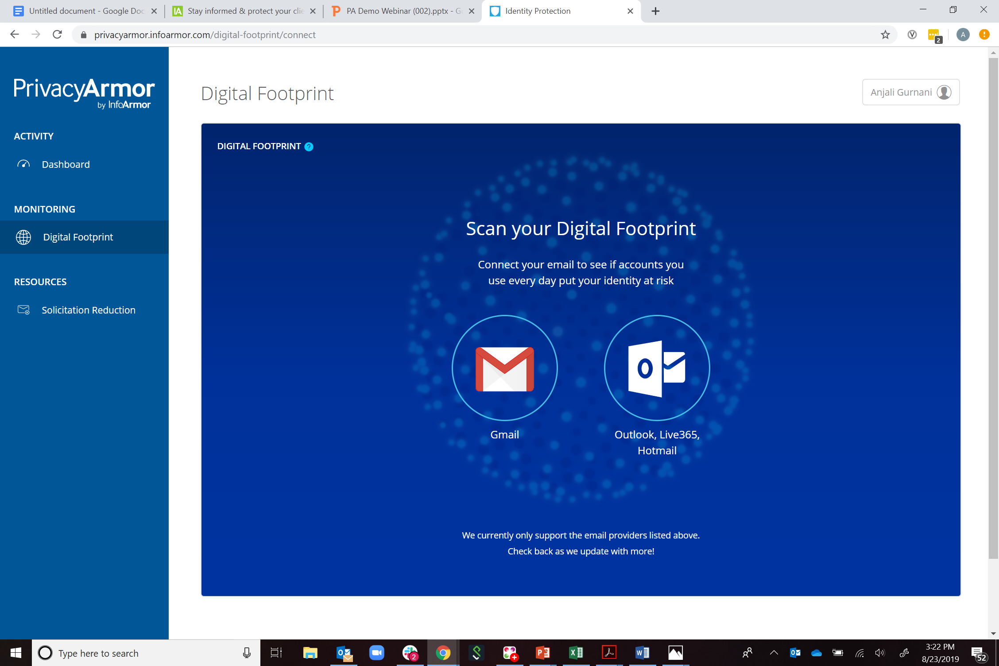 Untitled document - Google Doc
Stay informed & protect your clie
PA Demo Webinar (002).pptx - G
Identity Protection
privacyarmor.infoarmor.com/digital-footprint/connect
2
A
PrivacyArmor
by InfoArmor
ACTIVITY
Dashboard
MONITORING
Digital Footprint
RESOURCES
Solicitation Reduction
Digital Footprint
Anjali Gurnani
DIGITAL FOOTPRINT ?
Scan your Digital Footprint
Connect your email to see if accounts you
use every day put your identity at risk
Gmail
Outlook, Live365,
Hotmail
We currently only support the email providers listed above.
Check back as we update with more!
Type here to search
2
3:22 PM
8/23/2019
52